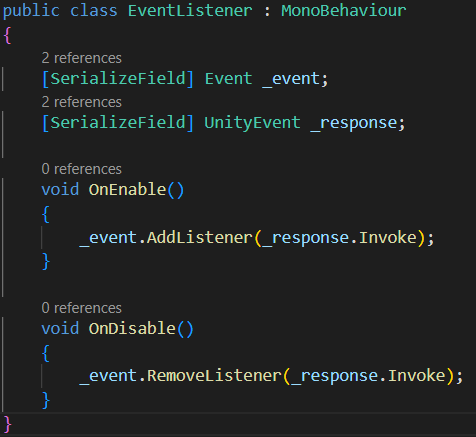 public class EventListener : MonoBehaviour
{
2 references
[SerializeField] Event _event;
2 references
[SerializeField] UnityEvent _response;
0 references
void OnEnable()
{
_event.AddListener(_response.Invoke);
}
0 references
void OnDisable()
{
_event.RemoveListener(_response.Invoke);
}
}